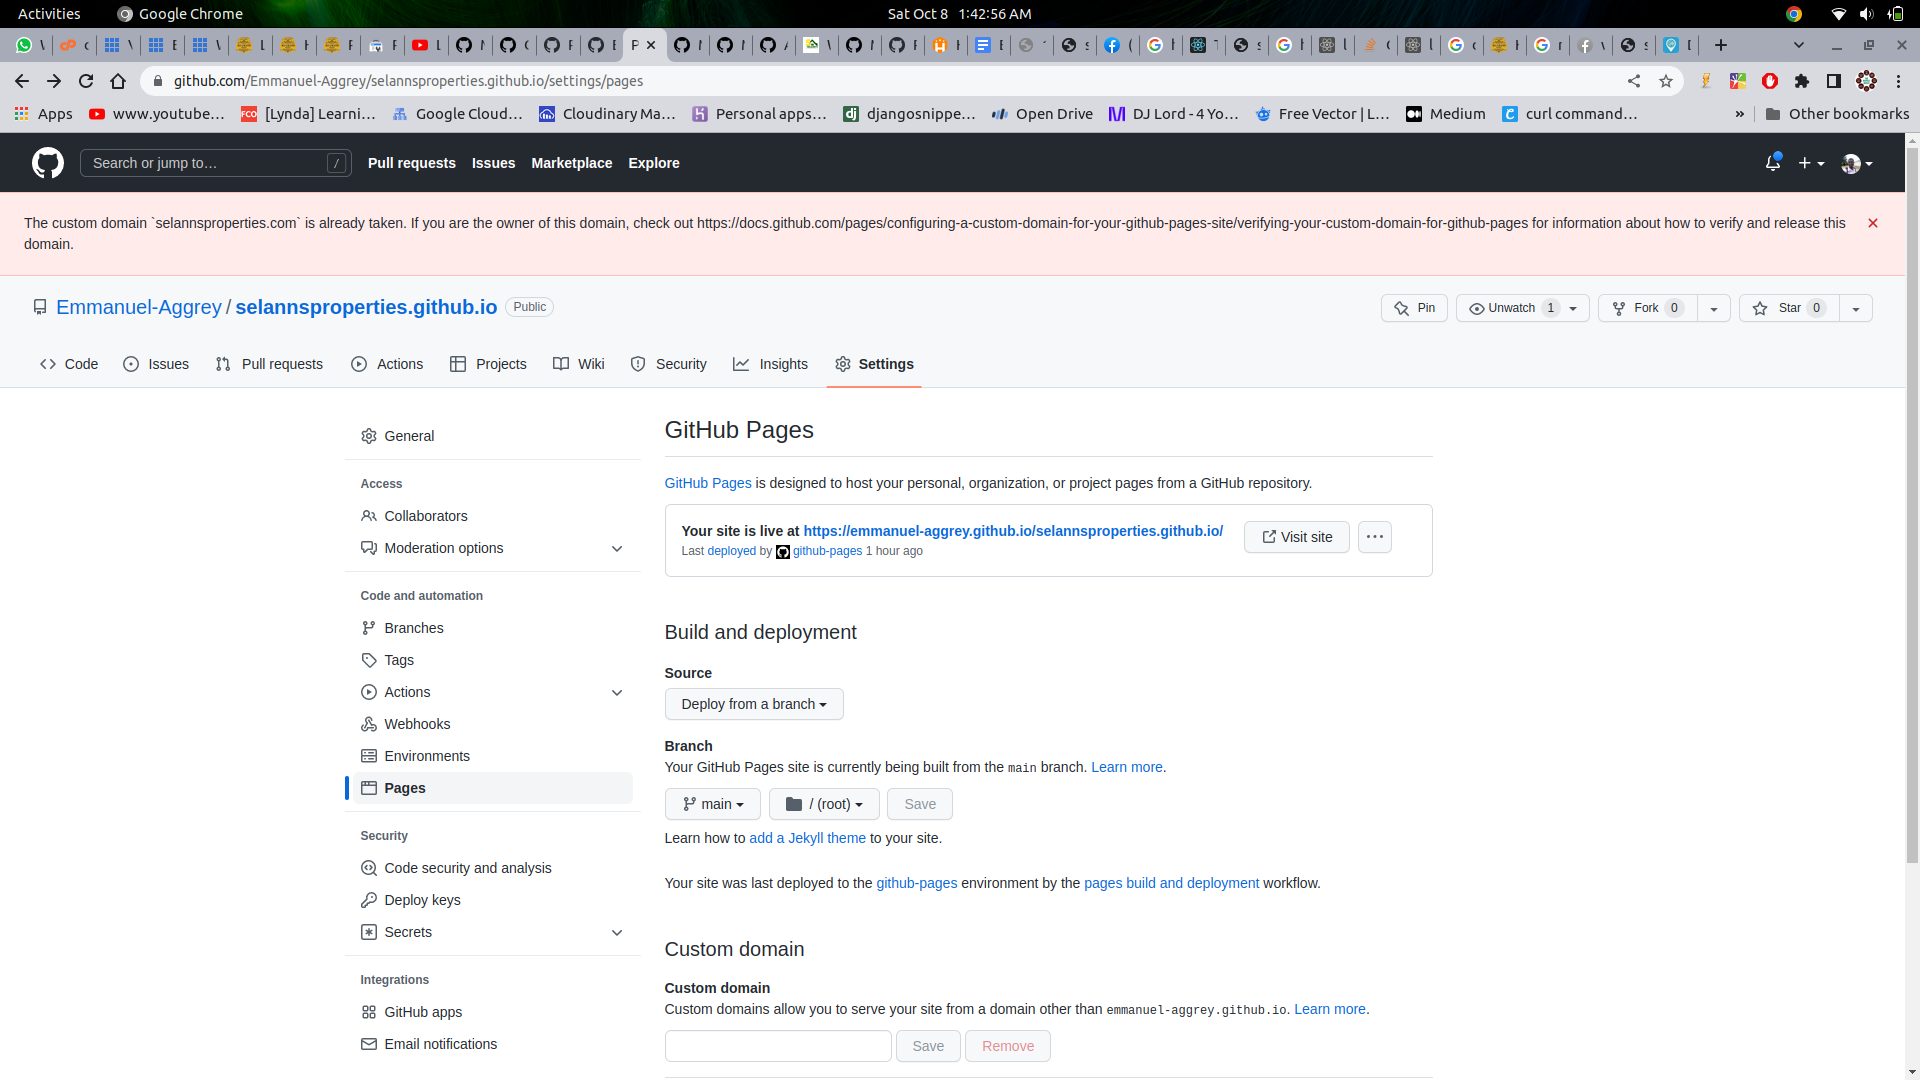 Activities
Google Chrome
Sat Oct 8 1:42:56 AM
github.com/Emmanuel-Aggrey/selannsproperties.github.io/settings/pages
Apps
www.youtube...
[Lynda] Learni...
Google Cloud...
Cloudinary Ma...
Personal apps...
djangosnippe...
Open Drive
DJ Lord - 4 Yo...
Free Vector | L...
Medium
curl command...
»
Other bookmarks
Search or jump to...
/
Pull requests
Issues
Marketplace
Explore
The custom domain `selannsproperties.com` is already taken. If you are the owner of this domain, check out https://docs.github.com/pages/configuring-a-custom-domain-for-your-github-pages-site/verifying-your-custom-domain-for-github-pages for information about how to verify and release this
domain.
Emmanuel-Aggrey / selannsproperties.github.io
Public
Pin
Unwatch 1
Fork 0
Star 0
Code
Issues
Pull requests
Actions
Projects
Wiki
Security
Insights
Settings
General
Access
Collaborators
Moderation options
Code and automation
Branches
Tags
Actions
Webhooks
Environments
Pages
Security
Code security and analysis
Deploy keys
Secrets
Integrations
GitHub apps
Email notifications
GitHub Pages
GitHub Pages is designed to host your personal, organization, or project pages from a GitHub repository.
Your site is live at https://emmanuel-aggrey.github.io/selannsproperties.github.io/
Last deployed by github-pages 1 hour ago
Visit site
Build and deployment
Source
Deploy from a branch
Branch
Your GitHub Pages site is currently being built from the main branch. Learn more.
main
/ (root)
Save
Learn how to add a Jekyll theme to your site.
Your site was last deployed to the github-pages environment by the pages build and deployment workflow.
Custom domain
Custom domain
Custom domains allow you to serve your site from a domain other than emmanuel-aggrey.github.io. Learn more.
Save
Remove